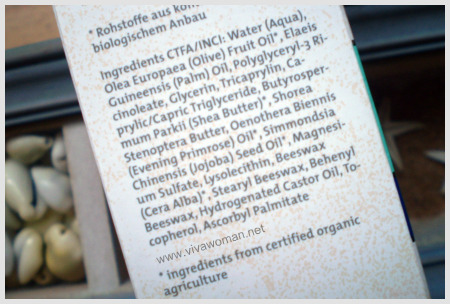 * Rohstoffe aus
biologischem Anbau
Ingredients CTFA/INCI: Water (Aqua),
Olea Europaea (Olive) Fruit Oil*, Elaeis
Guineensis (Palm) Oil, Polyglyceryl-3 Ri-
cinoleate, Glycerin, Tricaprylin, Ca-
prylic/Capric Triglyceride, Butyrosper-
mum Parkii (Shea Butter)*, Shorea
Stenoptera Butter, Oenothera Biennis
(Evening Primrose) Oil*, Simmondsia
Chinensis (Jojoba) Seed Oil*, Magnesi-
um Sulfate, Lysolecithin, Beeswax
(Cera Alba)*, Stearyl Beeswax, Behenyl
Beeswax, Hydrogenated Castor Oil, To-
copherol, Ascorbyl Palmitate
www.vivawoman.net
* ingredients from certified organic
agriculture